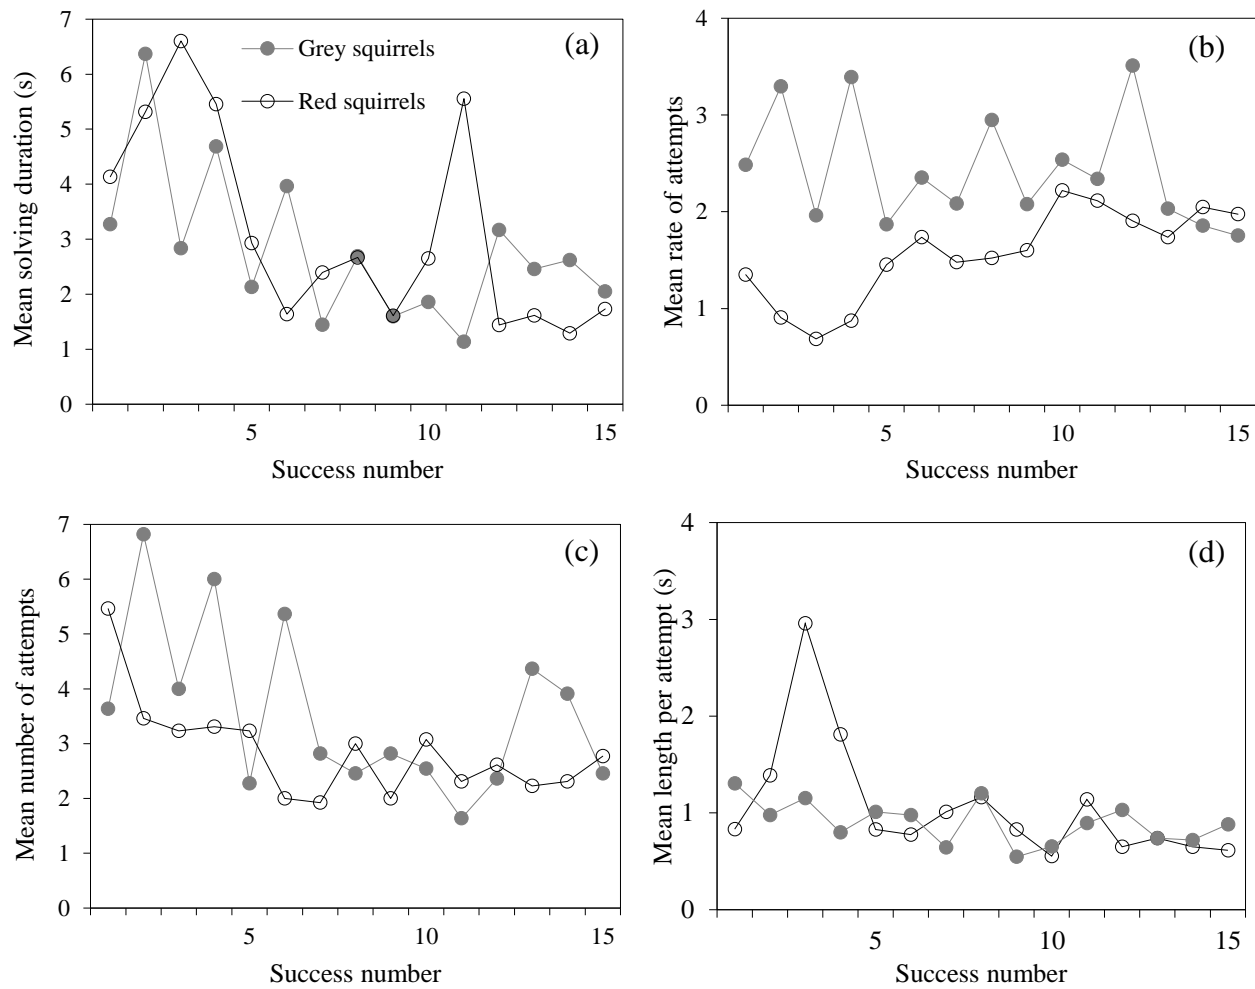 (a)
Grey squirrels
Red squirrels
Mean solving duration (s)
7
6
5
4
3
2
1
0
5
10
15
Success number
(b)
Mean rate of attempts
4
3
2
1
0
5
10
15
Success number
(c)
Mean number of attempts
7
6
5
4
3
2
1
0
5
10
15
Success number
(d)
Mean length per attempt (s)
4
3
2
1
0
5
10
15
Success number